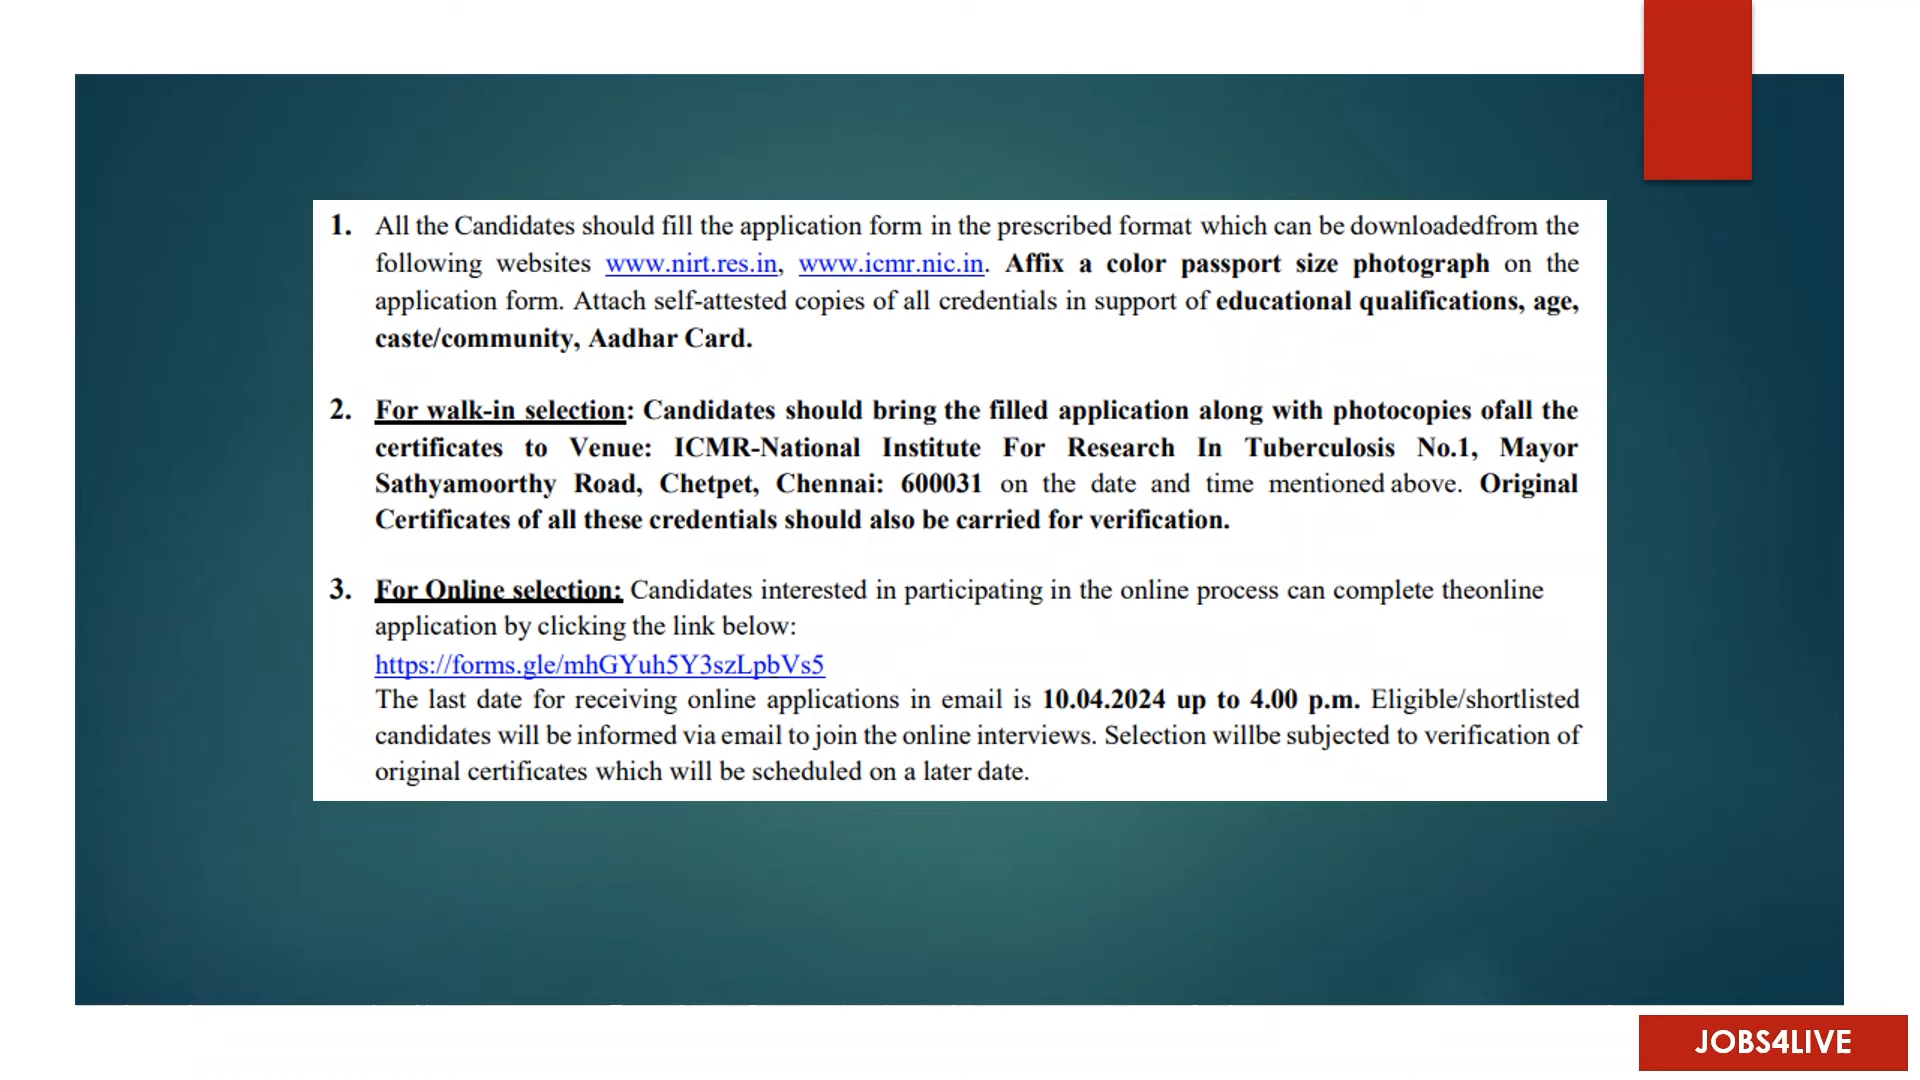 1. All the Candidates should fill the application form in the prescribed format which can be downloadedfrom the
following websites www.nirt.res.in, www.icmr.nic.in. Affix a color passport size photograph on the
application form. Attach self-attested copies of all credentials in support of educational qualifications, age,
caste/community, Aadhar Card.
2. For walk-in selection: Candidates should bring the filled application along with photocopies ofall the
certificates to Venue: ICMR-National Institute For Research In Tuberculosis No.1, Mayor
Sathyamoorthy Road, Chetpet, Chennai: 600031 on the date and time mentioned above. Original
Certificates of all these credentials should also be carried for verification.
3. For Online selection: Candidates interested in participating in the online process can complete theonline
application by clicking the link below:
https://forms.gle/mhGYuh5Y3szLpbVs5
The last date for receiving online applications in email is 10.04.2024 up to 4.00 p.m. Eligible/shortlisted
candidates will be informed via email to join the online interviews. Selection willbe subjected to verification of
original certificates which will be scheduled on a later date.
JOBS4LIVE